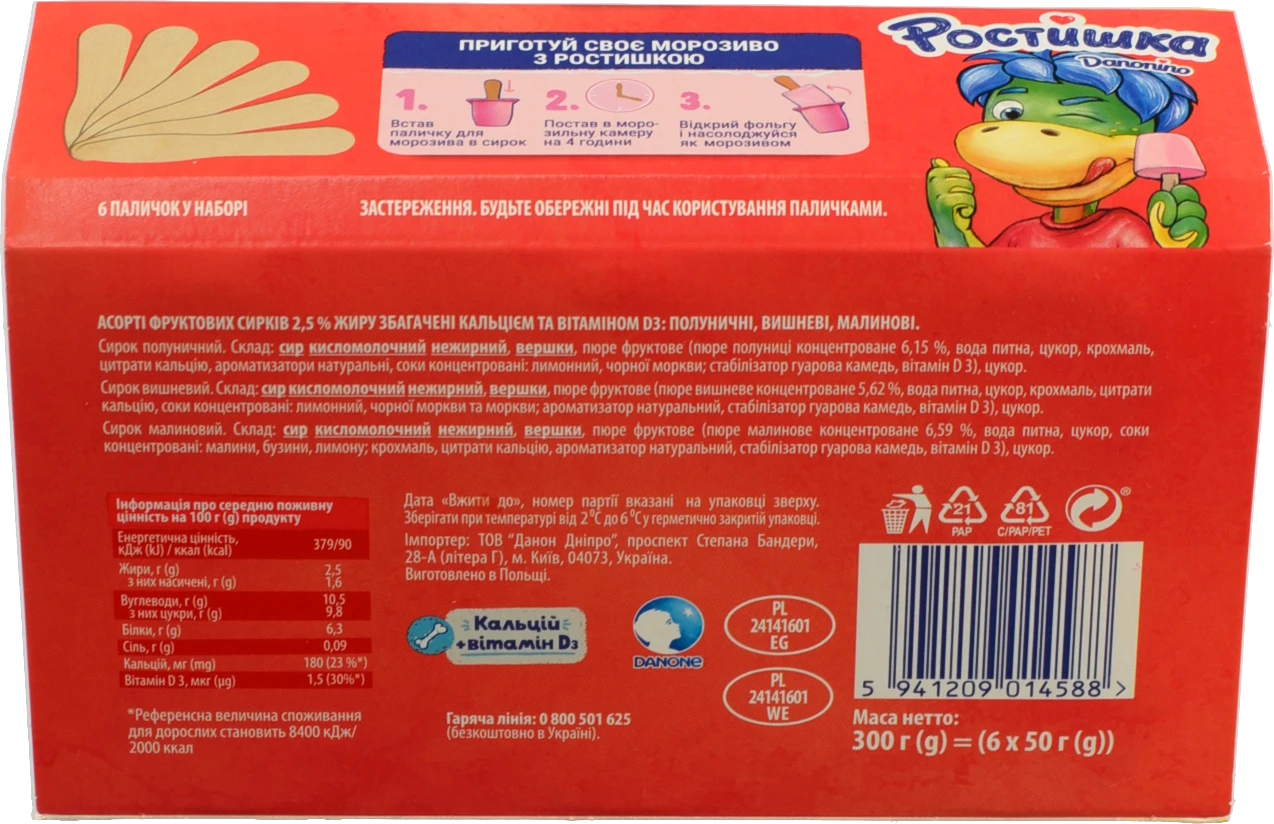 Ростишка
Danonino
ПРИГОТУЙ СВОЄ МОРОЗИВО
З РОСТИШКОЮ
1.
Встав
паличку для
морозива в сирок
2.
Постав в моро-
зильну камеру
на 4 години
3.
Відкрий фольгу
і насолоджуйся
як морозивом
6 ПАЛИЧОК У НАБОРІ
ЗАСТЕРЕЖЕННЯ. БУДЬТЕ ОБЕРЕЖНІ ПІД ЧАС КОРИСТУВАННЯ ПАЛИЧКАМИ.
АСОРТІ ФРУКТОВИХ СИРКІВ 2,5 % ЖИРУ ЗБАГАЧЕНІ КАЛЬЦІЄМ ТА ВІТАМІНОМ D3: ПОЛУНИЧНІ, ВИШНЕВІ, МАЛИНОВІ.
Сирок полуничний. Склад: сир кисломолочний нежирний, вершки, пюре фруктове (пюре полуниці концентроване 6,15 %, вода питна, цукор, крохмаль,
цитрати кальцію, ароматизатори натуральні, соки концентровані: лимонний, чорної моркви; стабілізатор гуарова камедь, вітамін D 3), цукор.
Сирок вишневий. Склад: сир кисломолочний нежирний, вершки, пюре фруктове (пюре вишневе концентроване 5,62 %, вода питна, цукор, крохмаль, цитрати
кальцію, соки концентровані: лимонний, чорної моркви та моркви; ароматизатор натуральний, стабілізатор гуарова камедь, вітамін D 3), цукор.
Сирок малиновий. Склад: сир кисломолочний нежирний, вершки, пюре фруктове (пюре малинове концентроване 6,59 %, вода питна, цукор, соки
концентровані: малини, бузини, лимону; крохмаль, цитрати кальцію, ароматизатор натуральний, стабілізатор гуарова камедь, вітамін D 3), цукор.
Інформація про середню поживну
цінність на 100 г (g) продукту
Енергетична цінність,
кДж (kJ) / ккал (kcal) 379/90
Жири, г (g) 2,5
з них насичені, г (g) 1,6
Вуглеводи, г (g) 10,5
з них цукри, г (g) 9,8
Білки, г (g) 6,3
Сіль, г (g) 0,09
Кальцій, мг (mg) 180 (23 %*)
Вітамін D 3, мкг (µg) 1,5 (30%*)
*Референсна величина споживання
для дорослих становить 8400 кДж/
2000 ккал
Дата «Вжити до», номер партії вказані на упаковці зверху.
Зберігати при температурі від 2 °С до 6 °С у герметично закритій упаковці.
Імпортер: ТОВ "Данон Дніпро", проспект Степана Бандери,
28-А (літера Г), м. Київ, 04073, Україна.
Виготовлено в Польщі.
Кальцій
+вітамін D3
DANONE
PL
24141601
EG
PL
24141601
WE
Гаряча лінія: 0 800 501 625
(безкоштовно в Україні).
21
PAP
81
C/PAP/PET
®
5 941209 014588 >
Маса нетто:
300 г (g) = (6 x 50 г (g))